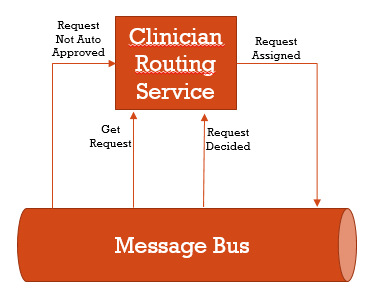 Request
Not Auto
Approved
Clinician
Routing
Service
Request
Assigned
Get
Request
Request
Decided
Message Bus